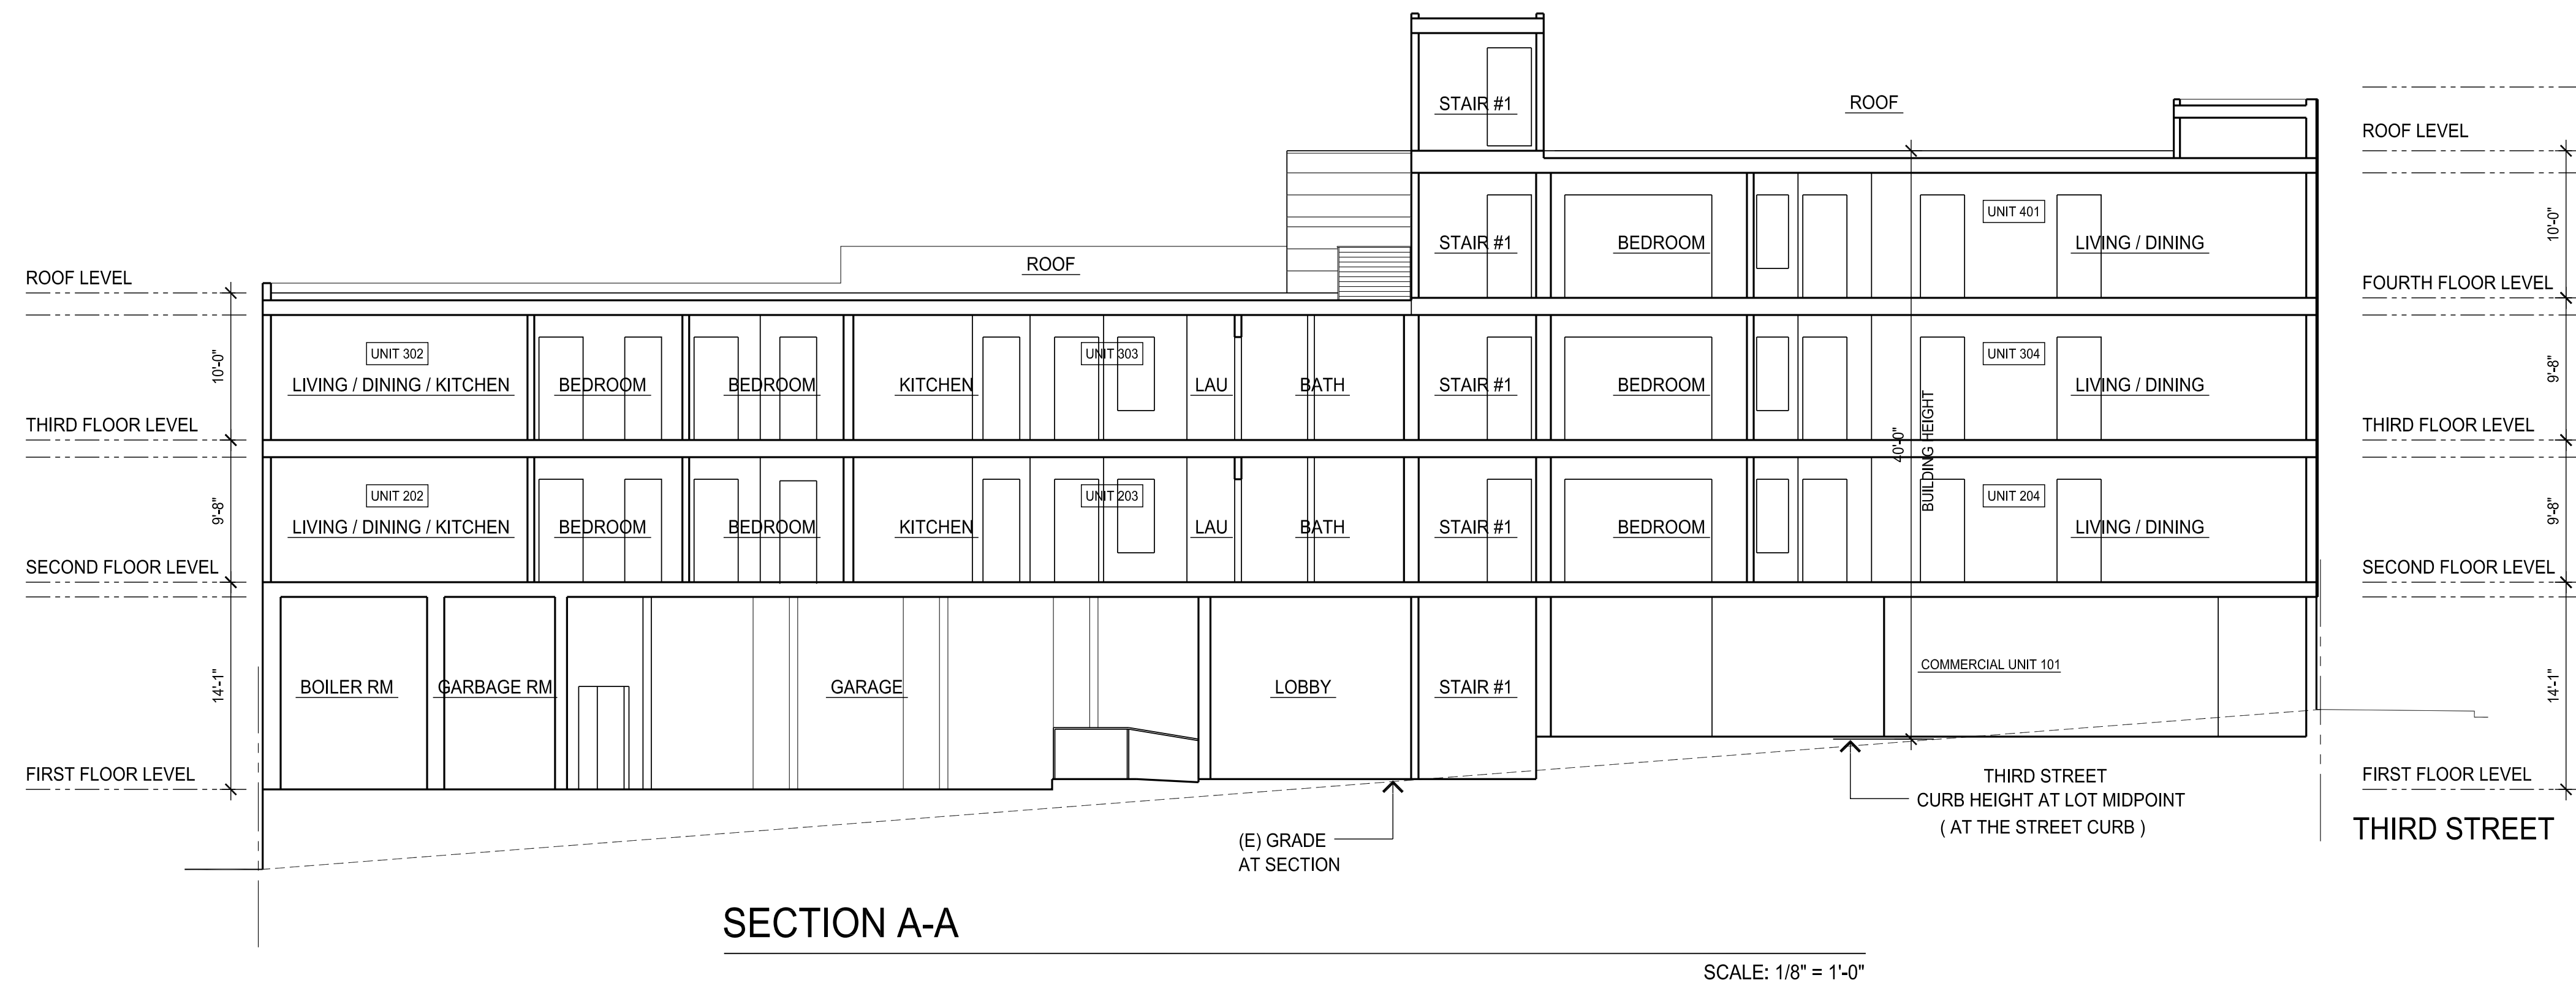 STAIR #1
ROOF
ROOF LEVEL
UNIT 401
STAIR #1
BEDROOM
LIVING / DINING
10'-0"
ROOF
ROOF LEVEL
FOURTH FLOOR LEVEL
10'-0"
UNIT 302
UNIT 303
UNIT 304
LIVING / DINING / KITCHEN
BEDROOM
BEDROOM
KITCHEN
LAU
BATH
STAIR #1
BEDROOM
LIVING / DINING
9'-8"
THIRD FLOOR LEVEL
THIRD FLOOR LEVEL
40'-0"
BUILDING HEIGHT
9'-8"
UNIT 202
UNIT 203
UNIT 204
LIVING / DINING / KITCHEN
BEDROOM
BEDROOM
KITCHEN
LAU
BATH
STAIR #1
BEDROOM
LIVING / DINING
9'-8"
SECOND FLOOR LEVEL
SECOND FLOOR LEVEL
14'-1"
BOILER RM
GARBAGE RM
GARAGE
LOBBY
STAIR #1
COMMERCIAL UNIT 101
14'-1"
FIRST FLOOR LEVEL
FIRST FLOOR LEVEL
THIRD STREET
CURB HEIGHT AT LOT MIDPOINT
( AT THE STREET CURB )
THIRD STREET
(E) GRADE
AT SECTION
SECTION A-A
SCALE: 1/8" = 1'-0"